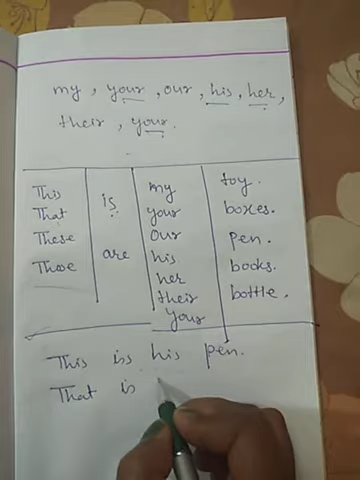 my, your, our, his, her,
their, your.
This is my toy.
That your boxes.
These our pen.
Those are his books.
her bottle.
their
your
This is his pen.
That is